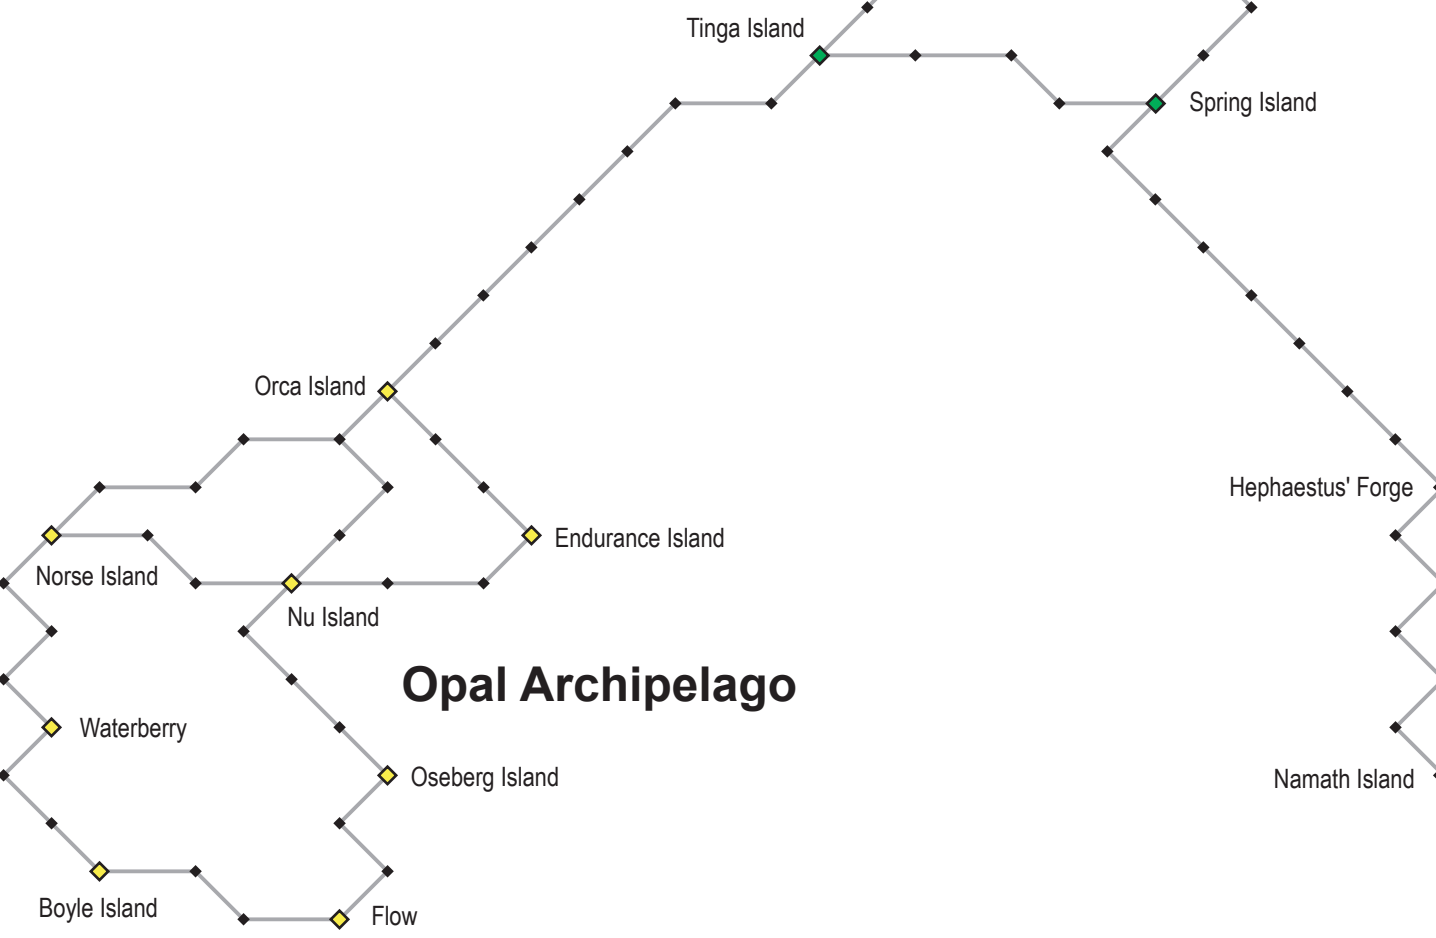 Tinga Island
Spring Island
Orca Island
Hephaestus' Forge
Endurance Island
Norse Island
Nu Island
Opal Archipelago
Waterberry
Oseberg Island
Namath Island
Boyle Island
Flow